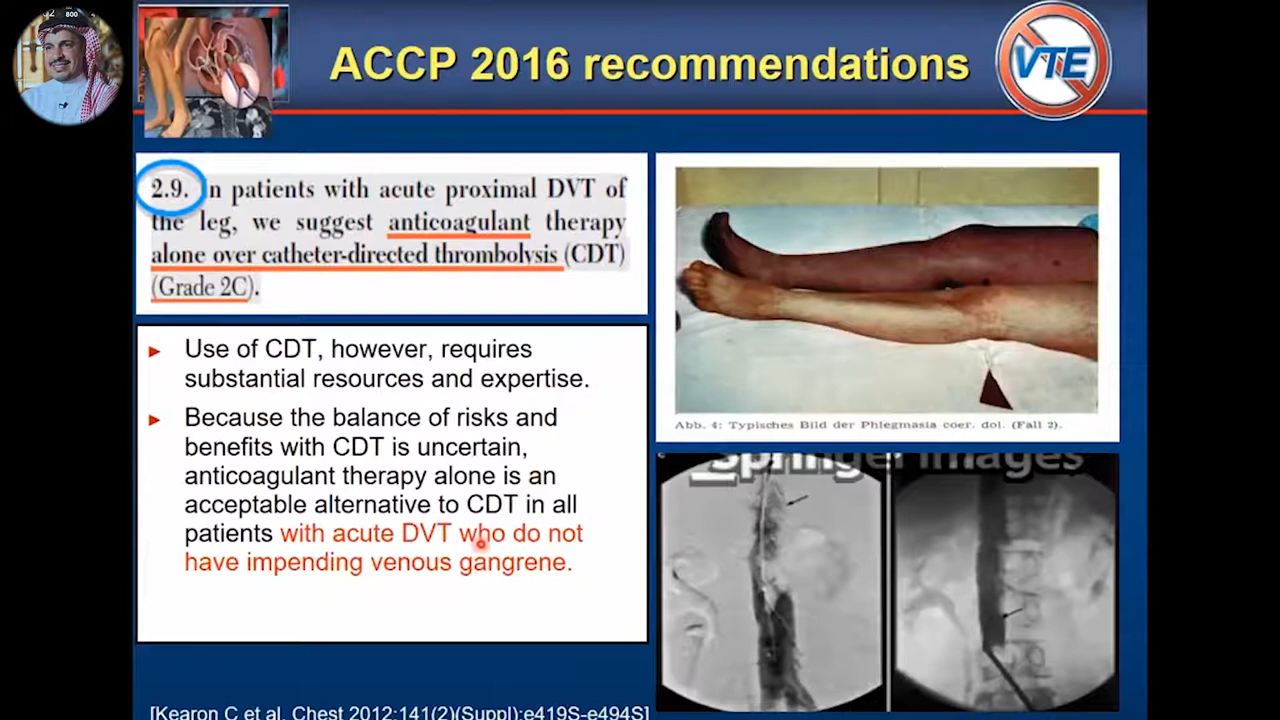 800
ACCP 2016 recommendations
VTE
2.9. In patients with acute proximal DVT of
the leg, we suggest anticoagulant therapy
alone over catheter-directed thrombolysis (CDT)
(Grade 2C).
► Use of CDT, however, requires
substantial resources and expertise.
► Because the balance of risks and
benefits with CDT is uncertain,
anticoagulant therapy alone is an
acceptable alternative to CDT in all
patients with acute DVT who do not
have impending venous gangrene.
Abb. 4: Typisches Bild der Phlegmasia coer. dol. (Fall 2).
Springer Images
[Kearon C et al. Chest 2012;141(2)(Suppl):e419S-e494S]